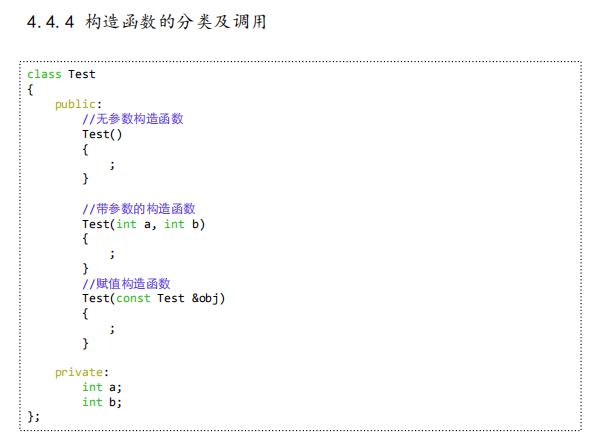 4.4.4 构造函数的分类及调用
class Test
{
    public:
        //无参数构造函数
        Test()
        {
            ;
        }

        //带参数的构造函数
        Test(int a, int b)
        {
            ;
        }
        //赋值构造函数
        Test(const Test &obj)
        {
            ;
        }

    private:
        int a;
        int b;
};